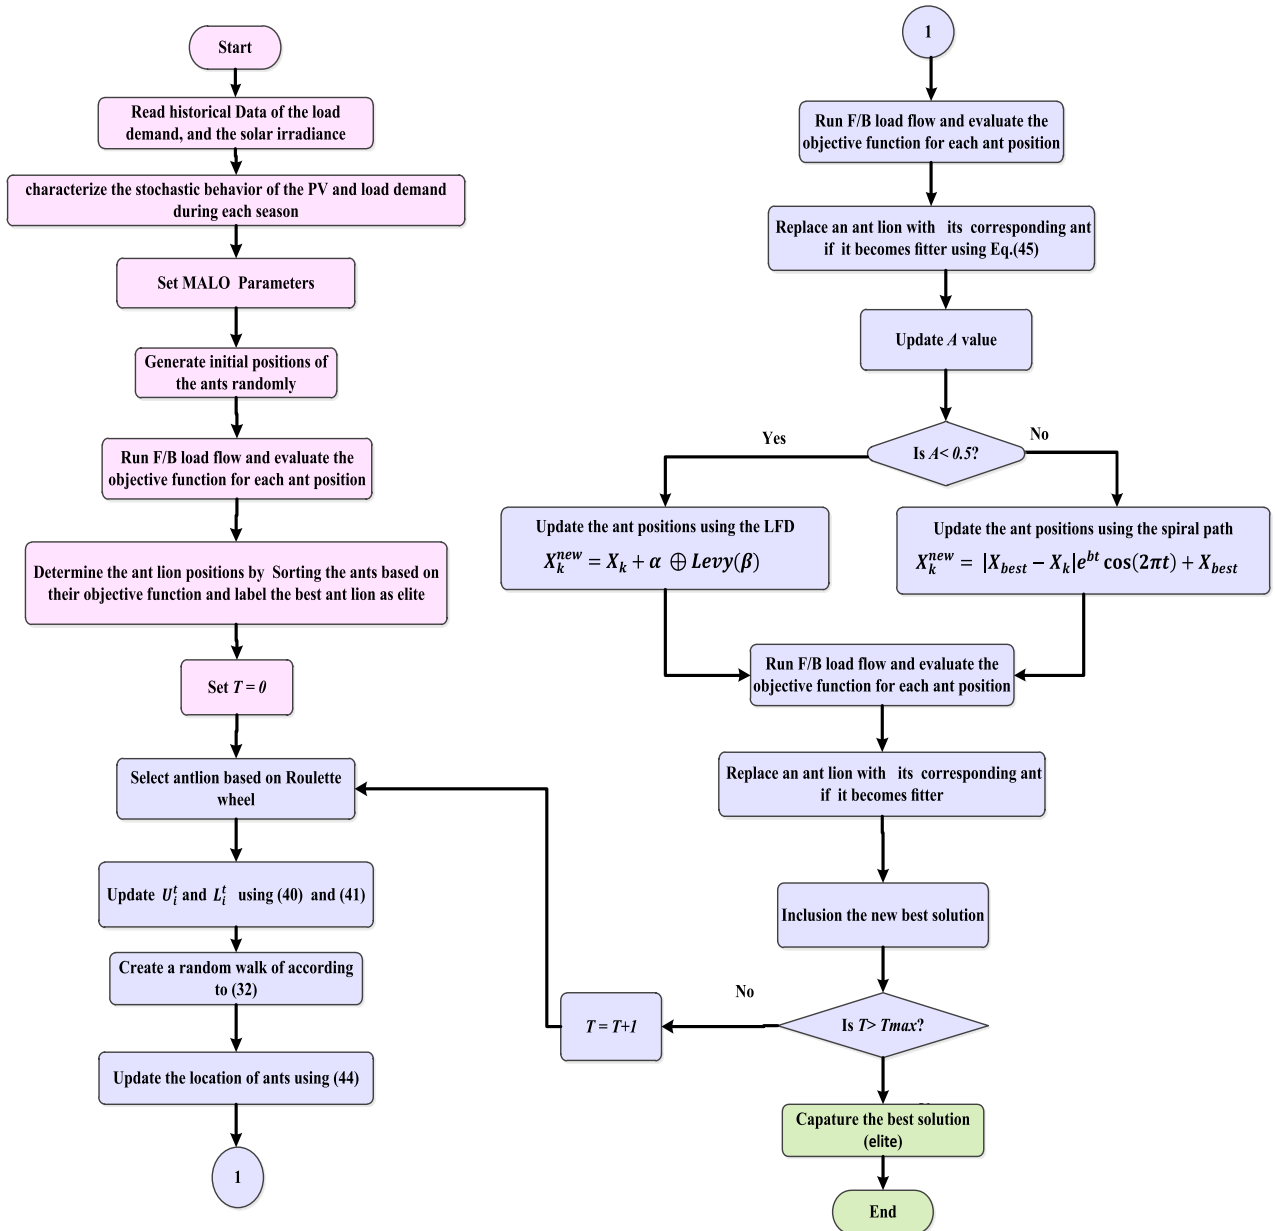 Start
Read historical Data of the load
demand, and the solar irradiance
characterize the stochastic behavior of the PV and load demand
during each season
Set MALO Parameters
Generate initial positions of
the ants randomly
Run F/B load flow and evaluate the
objective function for each ant position
Determine the ant lion positions by Sorting the ants based on
their objective function and label the best ant lion as elite
Set T = 0
Select antlion based on Roulette
wheel
Update U_i^t and L_i^t using (40) and (41)
Create a random walk of according
to (32)
Update the location of ants using (44)
1
1
Run F/B load flow and evaluate the
objective function for each ant position
Replace an ant lion with its corresponding ant
if it becomes fitter using Eq.(45)
Update A value
Is A< 0.5?
Yes
No
Update the ant positions using the LFD
X_k^{new} = X_k + α ⊕ Levy(β)
Update the ant positions using the spiral path
X_k^{new} = |X_{best} − X_k|e^{bt} cos(2πt) + X_{best}
Run F/B load flow and evaluate the
objective function for each ant position
Replace an ant lion with its corresponding ant
if it becomes fitter
Inclusion the new best solution
Is T> Tmax?
No
T = T+1
Capature the best solution
(elite)
End